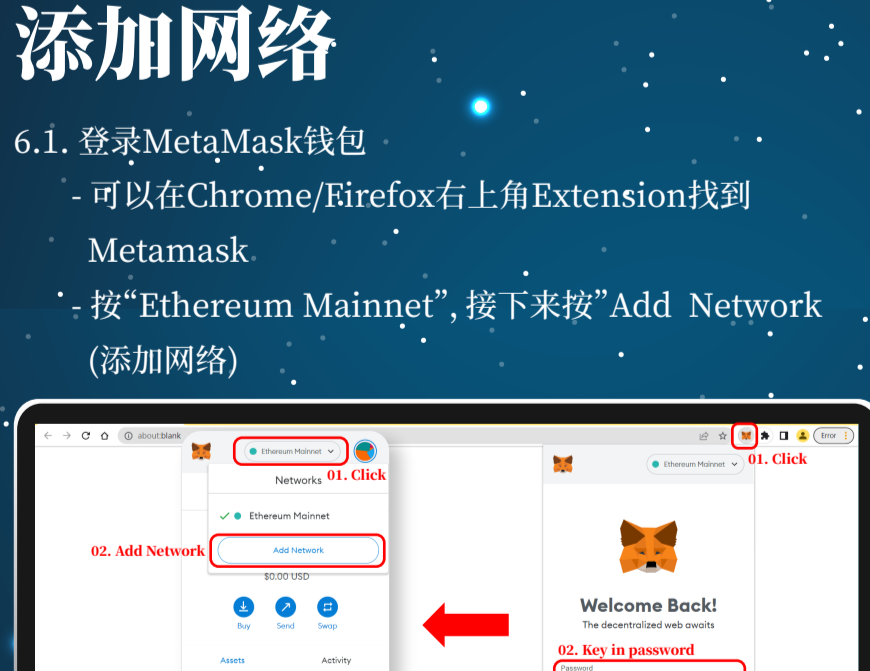 添加网络
6.1. 登录MetaMask钱包
- 可以在Chrome/Firefox右上角Extension找到
Metamask
- 按“Ethereum Mainnet”, 接下来按”Add Network
(添加网络)
about:blank
Error
Ethereum Mainnet
01. Click
Networks
Ethereum Mainnet
02. Add Network
Add Network
$0.00 USD
Buy
Send
Swap
Assets
Activity
Ethereum Mainnet
01. Click
Welcome Back!
The decentralized web awaits
02. Key in password
Password